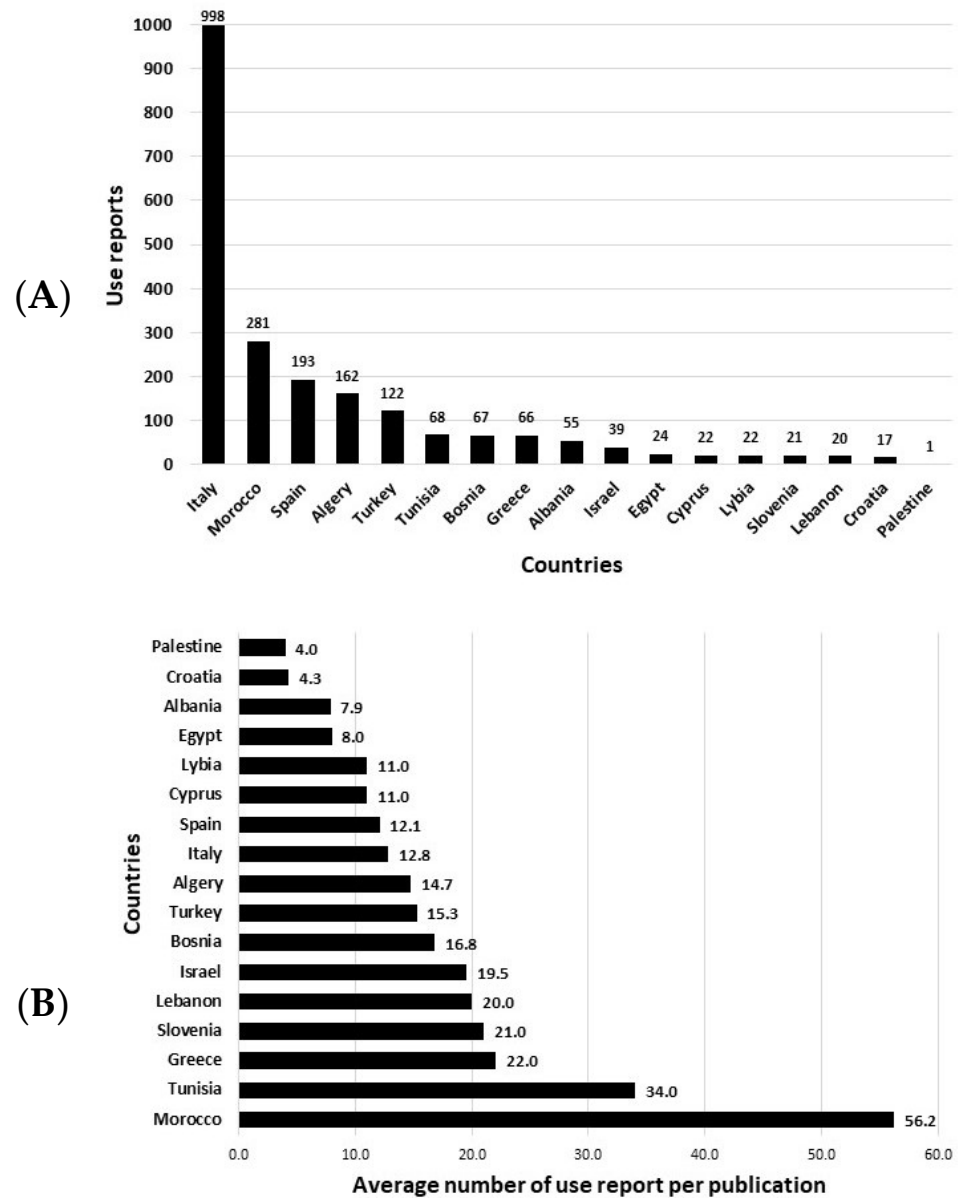 998
1000
900
800
700
600
500
400
300
200
100
0
Use reports
(A)
281
193
162
122
68
67
66
55
39
24
22
22
21
20
17
1
Italy
Morocco
Spain
Algery
Turkey
Tunisia
Bosnia
Greece
Albania
Israel
Egypt
Cyprus
Lybia
Slovenia
Lebanon
Croatia
Palestine
Countries
(B)
Countries
Palestine 4.0
Croatia 4.3
Albania 7.9
Egypt 8.0
Lybia 11.0
Cyprus 11.0
Spain 12.1
Italy 12.8
Algery 14.7
Turkey 15.3
Bosnia 16.8
Israel 19.5
Lebanon 20.0
Slovenia 21.0
Greece 22.0
Tunisia 34.0
Morocco 56.2
0.0 10.0 20.0 30.0 40.0 50.0 60.0
Average number of use report per publication